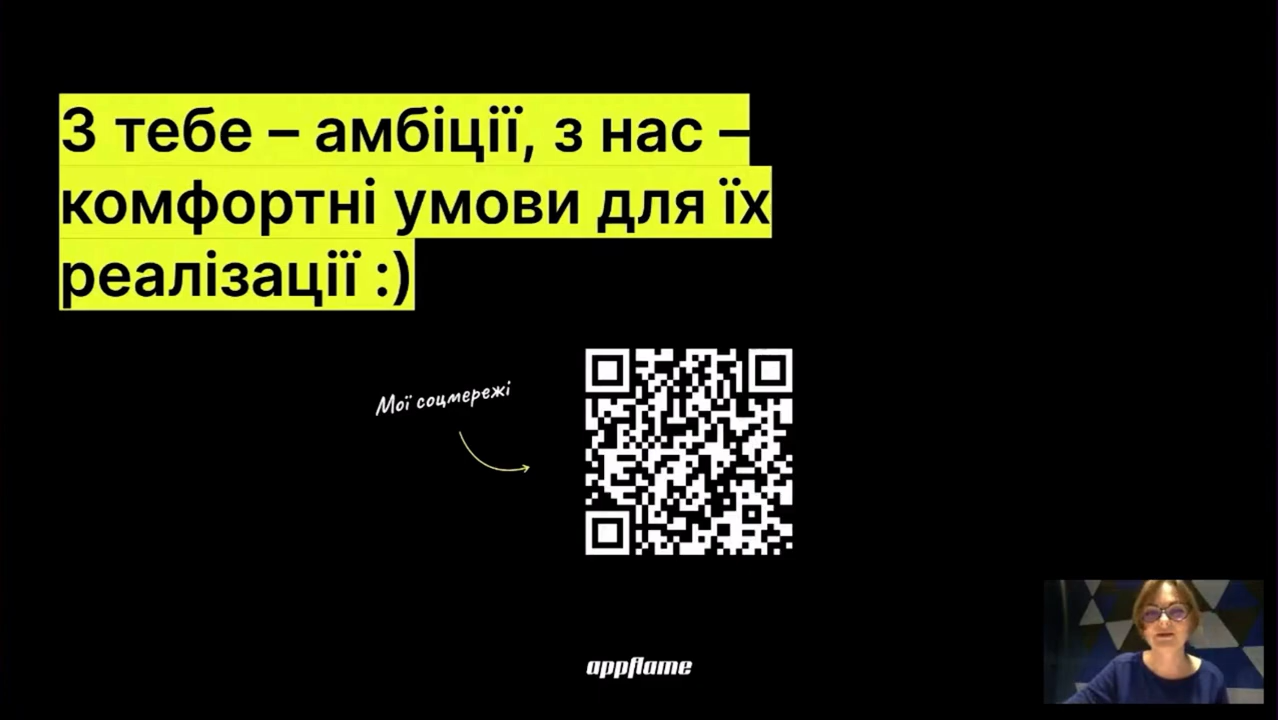 З тебе – амбіції, з нас –
комфортні умови для їх
реалізації :)
Мої соцмережі
appflame